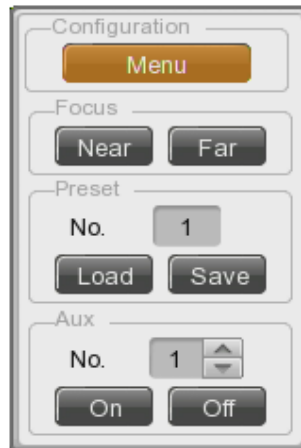 Configuration
Menu
Focus
Near Far
Preset
No. 1
Load Save
Aux
No. 1
On Off